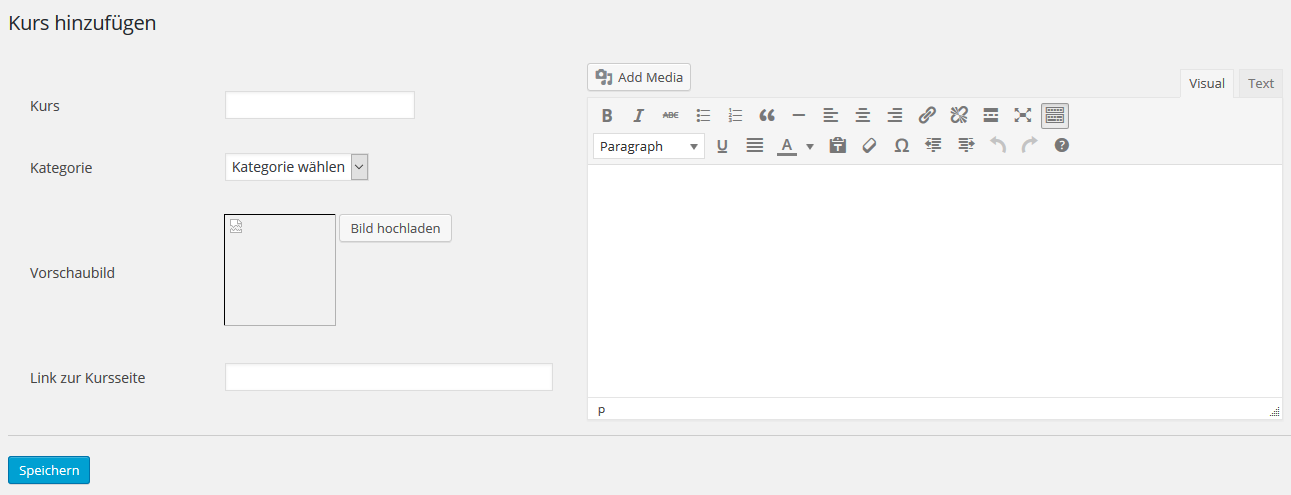 Kurs hinzufügen
Kurs
Kategorie
Kategorie wählen
Vorschaubild
Bild hochladen
Link zur Kursseite
Add Media
Visual Text
B I ABC
Paragraph U A Ω ?
p
Speichern